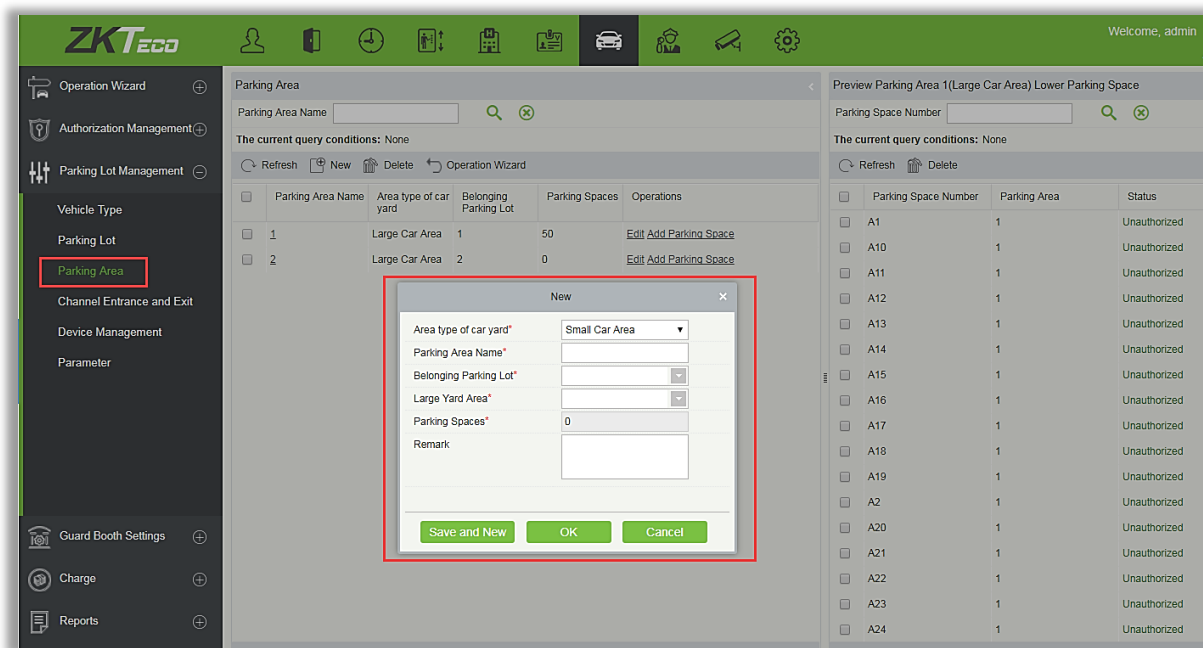 ZKTECO
Welcome, admin
Operation Wizard
Authorization Management
Parking Lot Management
Vehicle Type
Parking Lot
Parking Area
Channel Entrance and Exit
Device Management
Parameter
Guard Booth Settings
Charge
Reports
Parking Area
Parking Area Name
The current query conditions: None
Refresh New Delete Operation Wizard
Parking Area Name Area type of car yard Belonging Parking Lot Parking Spaces Operations
1 Large Car Area 1 50 Edit Add Parking Space
2 Large Car Area 2 0 Edit Add Parking Space
New
Area type of car yard* Small Car Area
Parking Area Name*
Belonging Parking Lot*
Large Yard Area*
Parking Spaces* 0
Remark
Save and New OK Cancel
Preview Parking Area 1(Large Car Area) Lower Parking Space
Parking Space Number
The current query conditions: None
Refresh Delete
Parking Space Number Parking Area Status
A1 1 Unauthorized
A10 1 Unauthorized
A11 1 Unauthorized
A12 1 Unauthorized
A13 1 Unauthorized
A14 1 Unauthorized
A15 1 Unauthorized
A16 1 Unauthorized
A17 1 Unauthorized
A18 1 Unauthorized
A19 1 Unauthorized
A2 1 Unauthorized
A20 1 Unauthorized
A21 1 Unauthorized
A22 1 Unauthorized
A23 1 Unauthorized
A24 1 Unauthorized